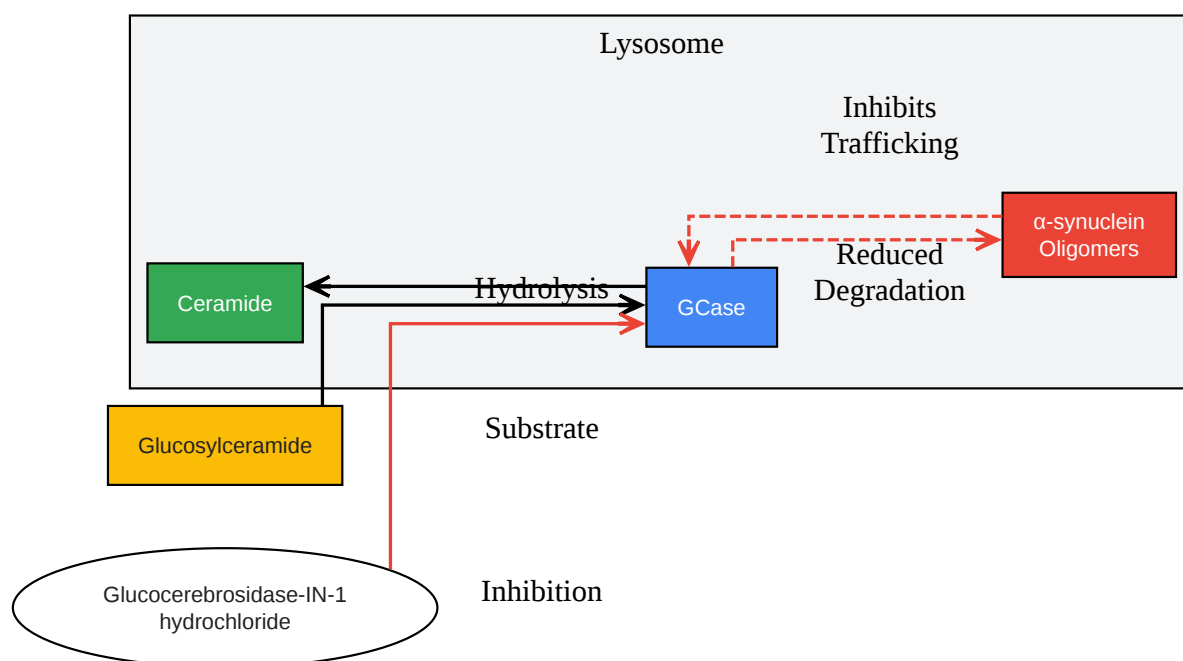 Lysosome
Inhibits
Trafficking
α-synuclein
Oligomers
Reduced
Degradation
Ceramide
Hydrolysis
GCase
Glucosylceramide
Substrate
Glucocerebrosidase-IN-1
hydrochloride
Inhibition